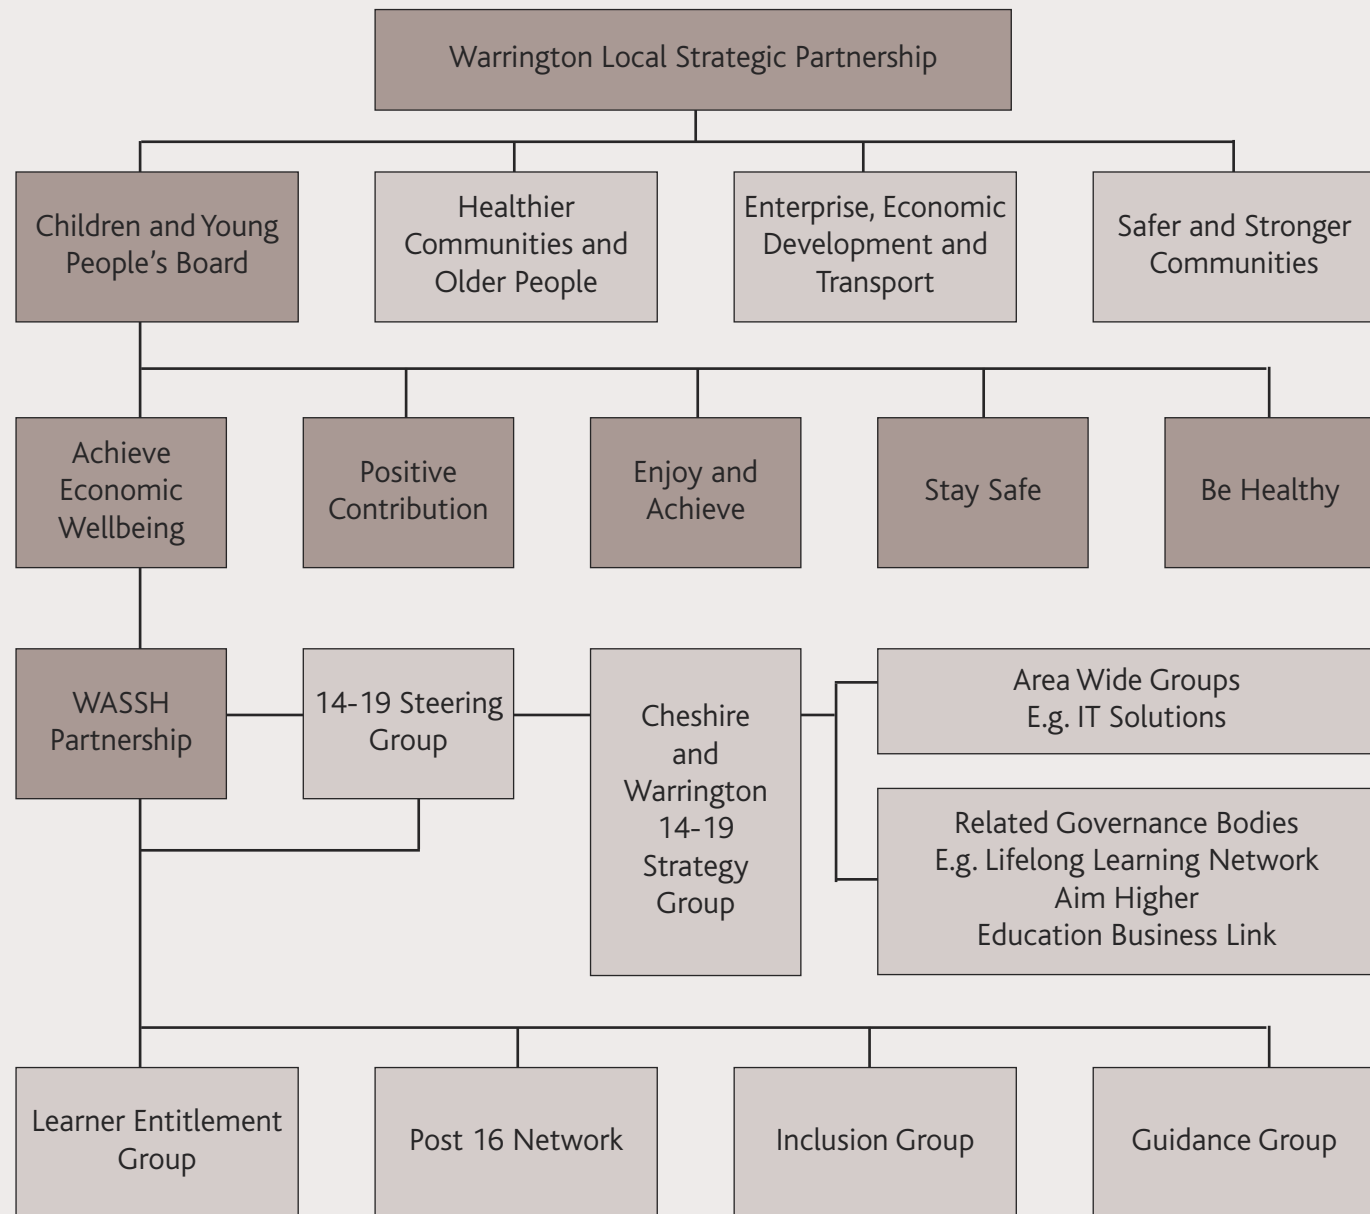 Warrington Local Strategic Partnership
Children and Young
People's Board
Healthier
Communities and
Older People
Enterprise, Economic
Development and
Transport
Safer and Stronger
Communities
Achieve
Economic
Wellbeing
Positive
Contribution
Enjoy and
Achieve
Stay Safe
Be Healthy
WASSH
Partnership
14-19 Steering
Group
Cheshire
and
Warrington
14-19
Strategy
Group
Area Wide Groups
E.g. IT Solutions
Related Governance Bodies
E.g. Lifelong Learning Network
Aim Higher
Education Business Link
Learner Entitlement
Group
Post 16 Network
Inclusion Group
Guidance Group